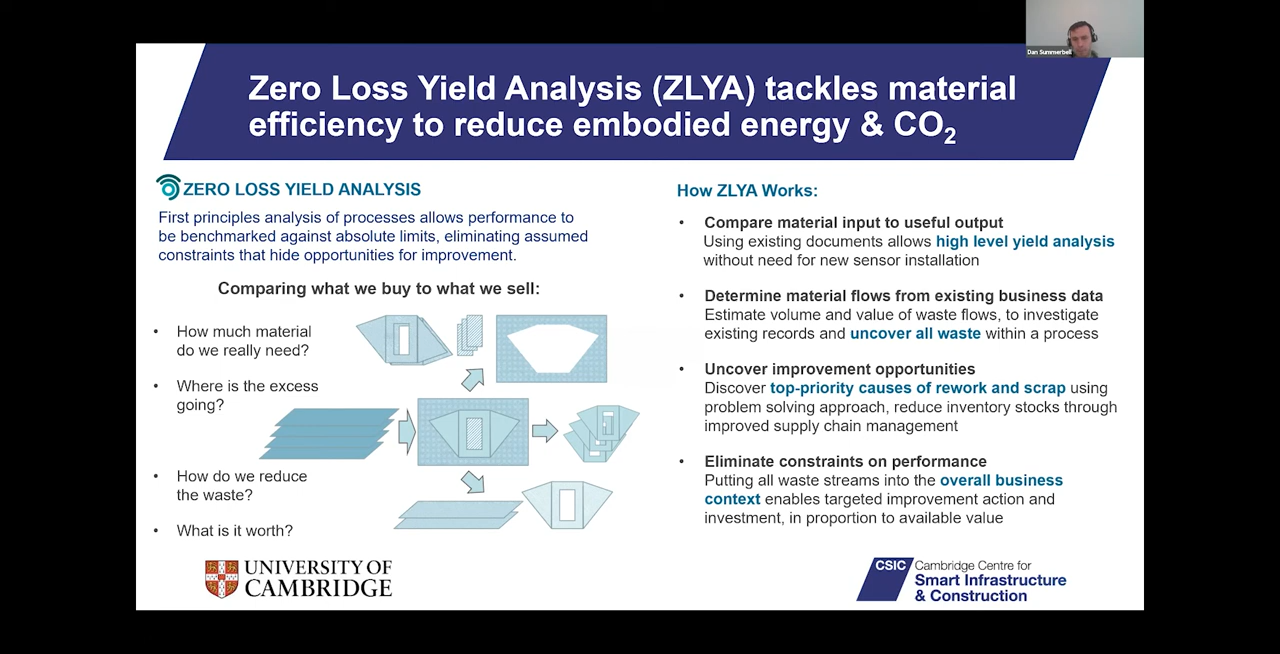 Dan Summerbell
Zero Loss Yield Analysis (ZLYA) tackles material
efficiency to reduce embodied energy & CO2
ZERO LOSS YIELD ANALYSIS
First principles analysis of processes allows performance to
be benchmarked against absolute limits, eliminating assumed
constraints that hide opportunities for improvement.
Comparing what we buy to what we sell:
• How much material
do we really need?
• Where is the excess
going?
• How do we reduce
the waste?
• What is it worth?
How ZLYA Works:
• Compare material input to useful output
Using existing documents allows high level yield analysis
without need for new sensor installation
• Determine material flows from existing business data
Estimate volume and value of waste flows, to investigate
existing records and uncover all waste within a process
• Uncover improvement opportunities
Discover top-priority causes of rework and scrap using
problem solving approach, reduce inventory stocks through
improved supply chain management
• Eliminate constraints on performance
Putting all waste streams into the overall business
context enables targeted improvement action and
investment, in proportion to available value
UNIVERSITY OF
CAMBRIDGE
CSIC
Cambridge Centre for
Smart Infrastructure
& Construction